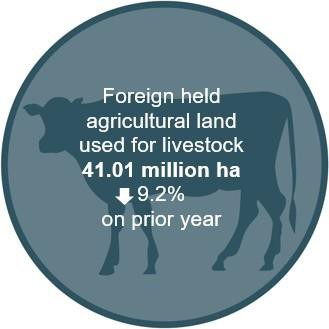 Foreign held
agricultural land
used for livestock
41.01 million ha
9.2%
on prior year